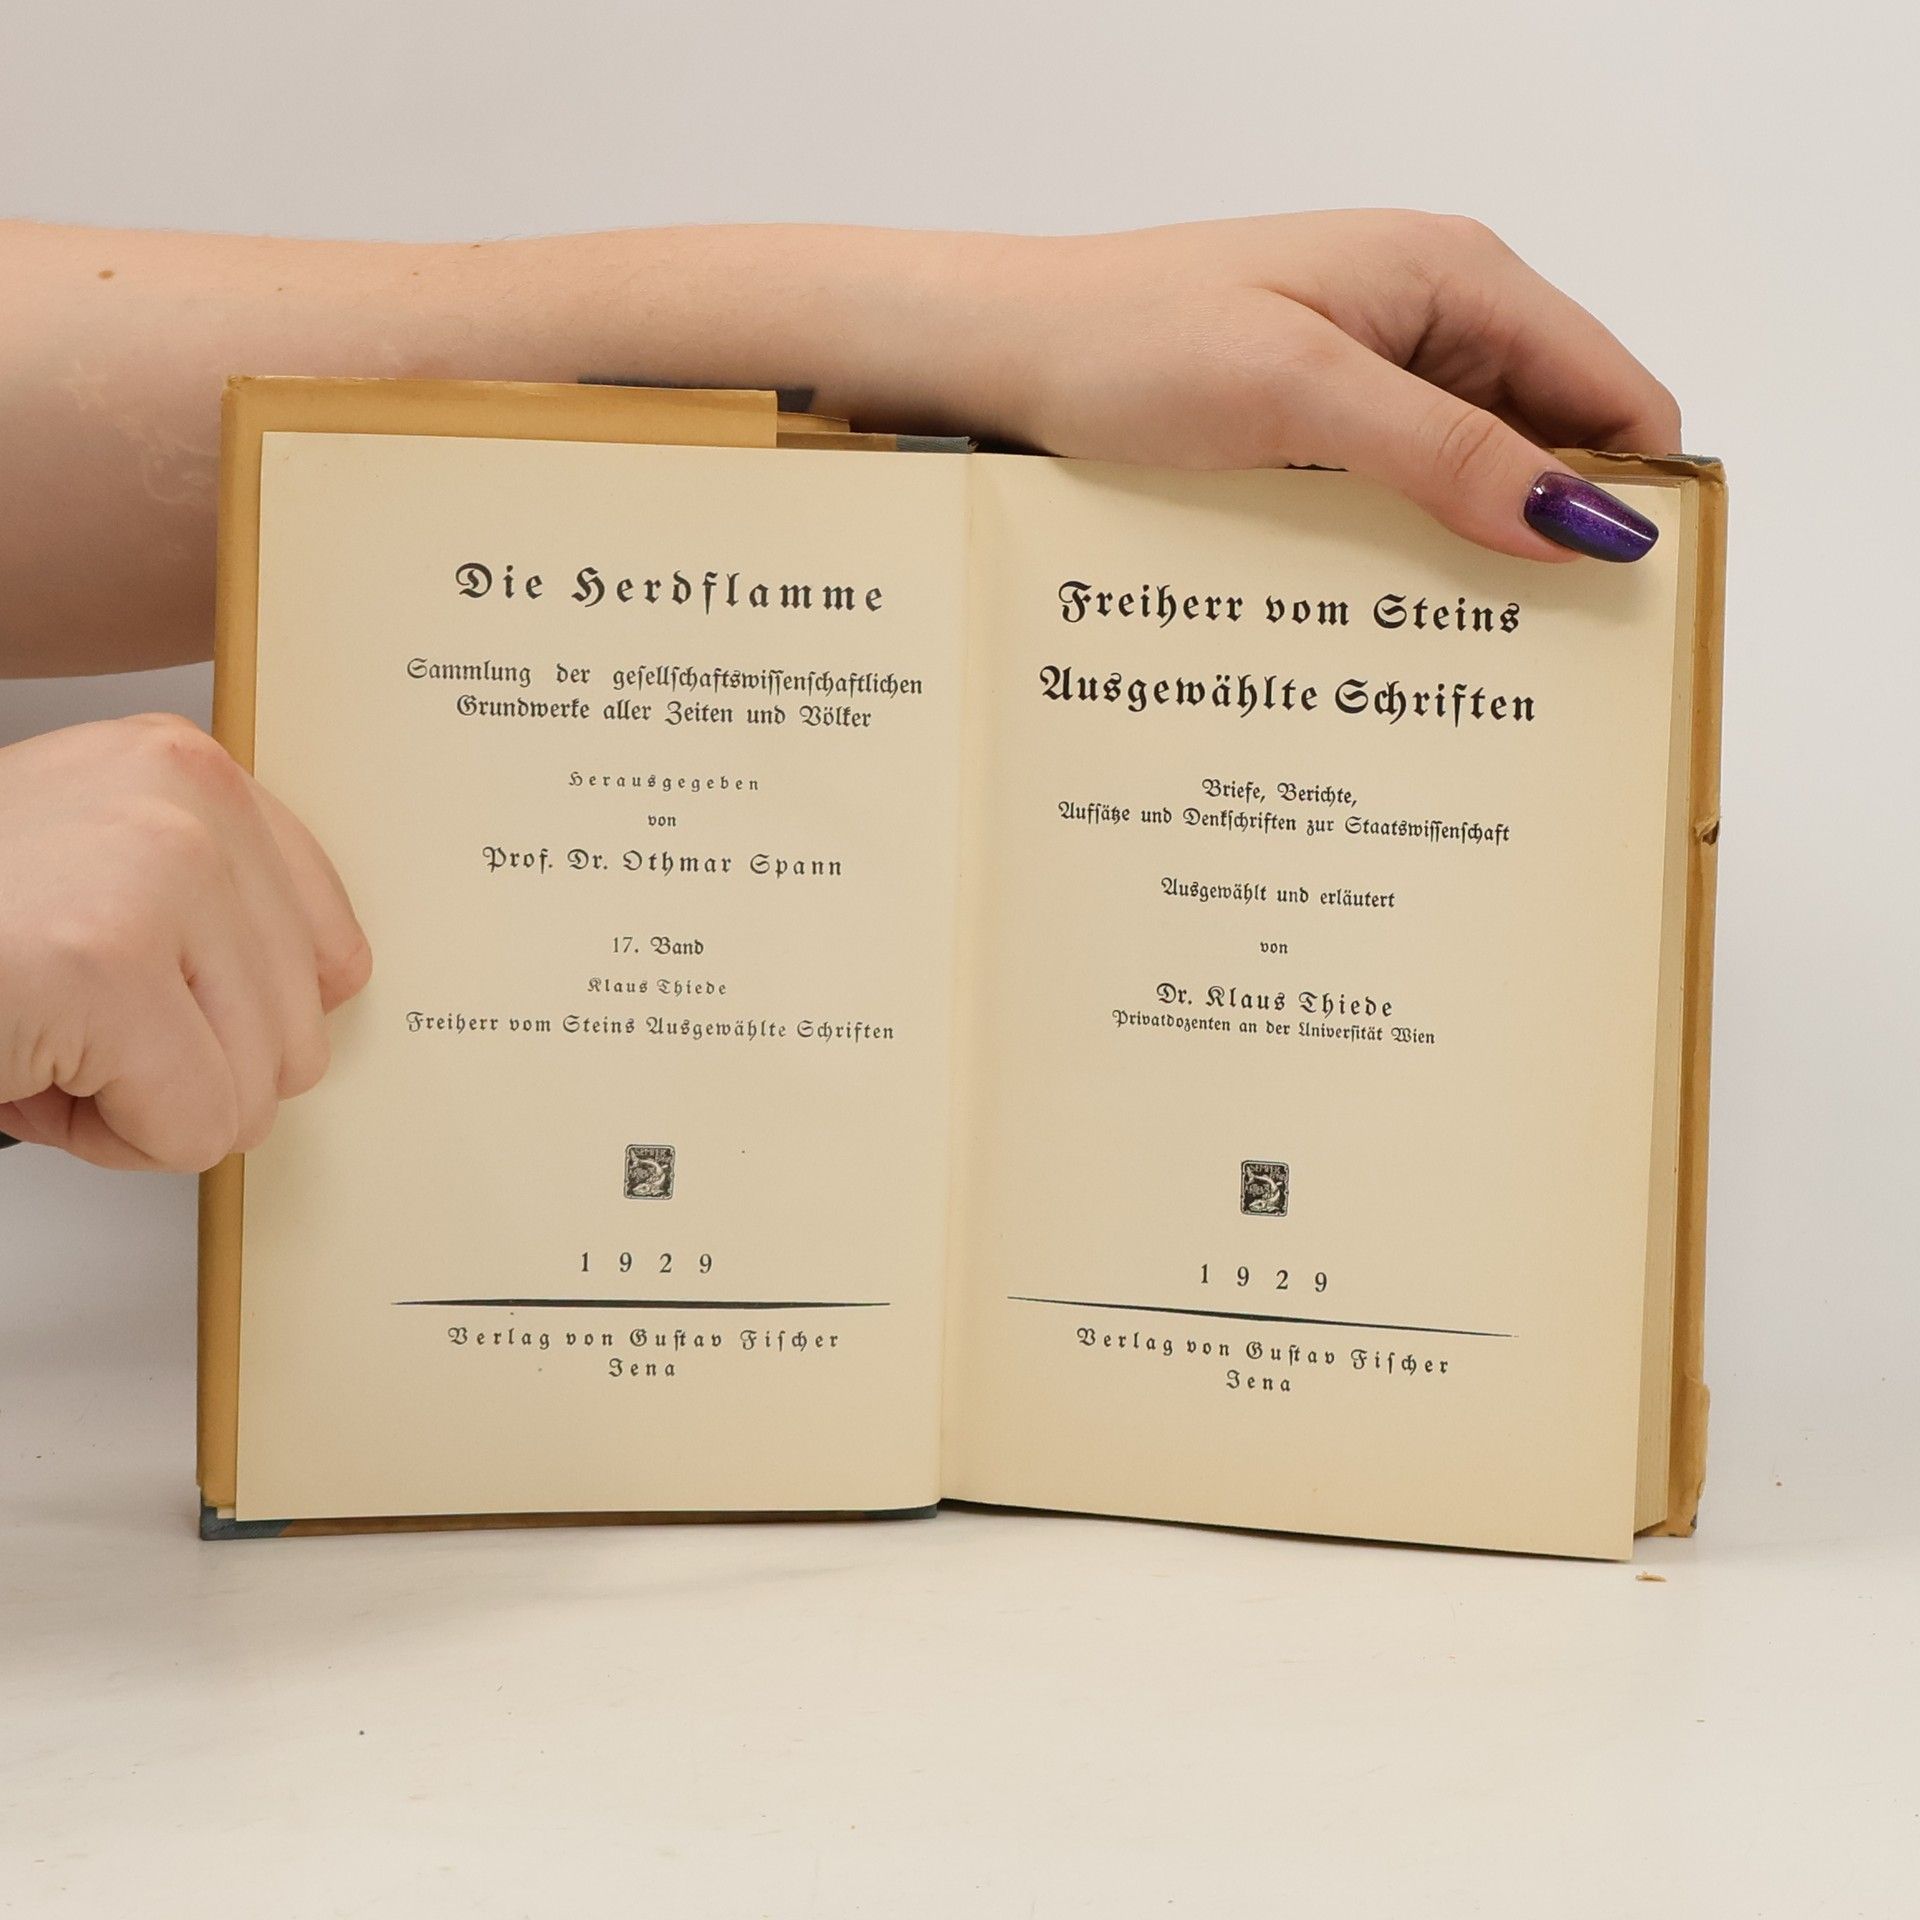 Die Herdflamme
Sammlung der geſellſchaftswiſſenſchaftlichen
Grundwerke aller Zeiten und Völker
Herausgegeben
von
Prof. Dr. Othmar Spann
17. Band
Klaus Thiede
Freiherr vom Steins Ausgewählte Schriften
SEMPER
1929
Verlag von Guſtav Fiſcher
Jena
Freiherr vom Steins
Ausgewählte Schriften
Briefe, Berichte,
Aufſätze und Denkſchriften zur Staatswiſſenſchaft
Ausgewählt und erläutert
von
Dr. Klaus Thiede
Privatdozenten an der Univerſität Wien
SEMPER
1929
Verlag von Guſtav Fiſcher
Jena